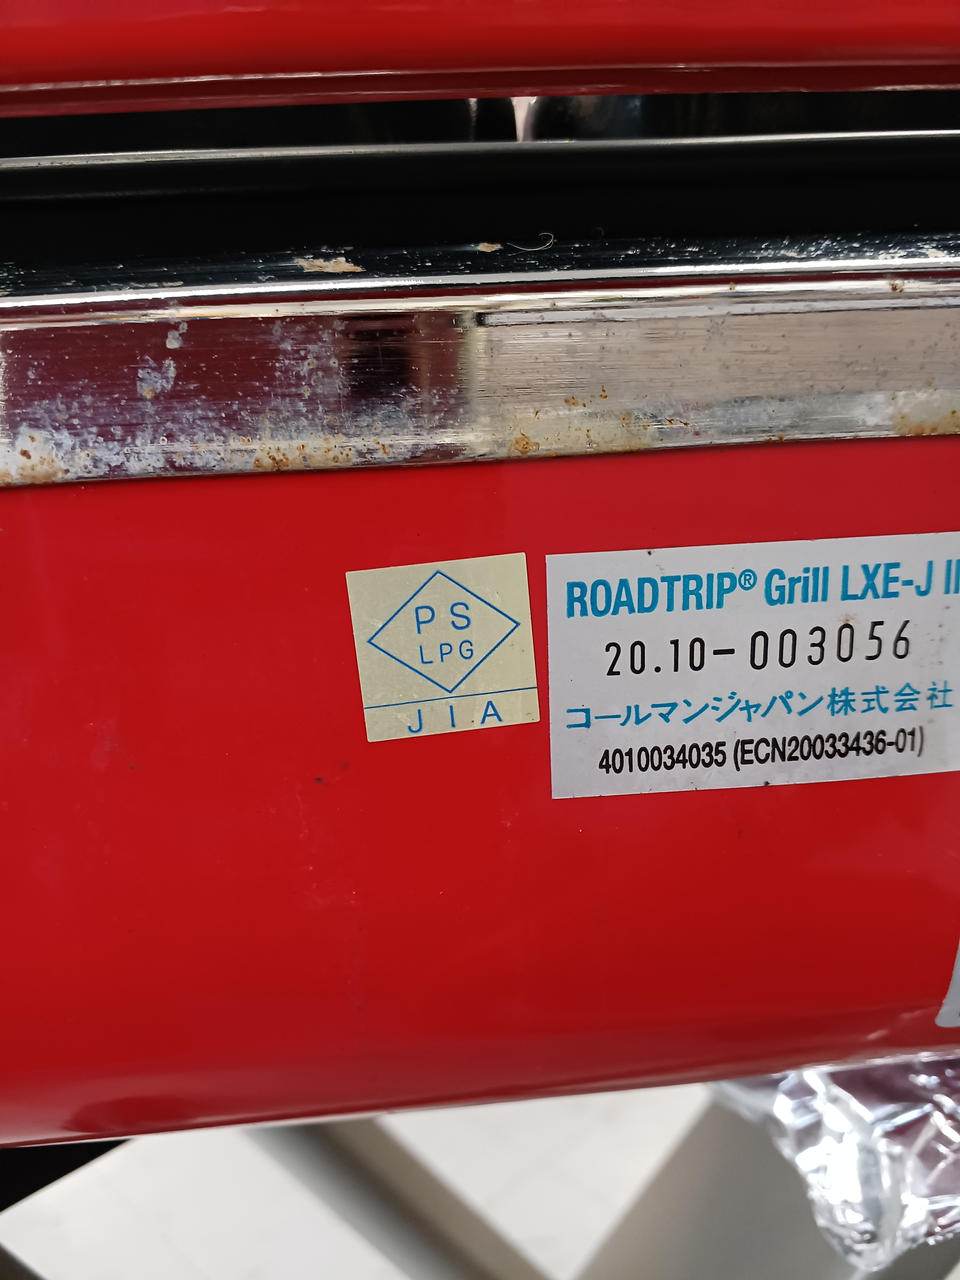 PS
LPG
JIA
ROADTRIP® Grill LXE-J II
20.10-003056
コールマンジャパン株式会社
4010034035 (ECN20033436-01)